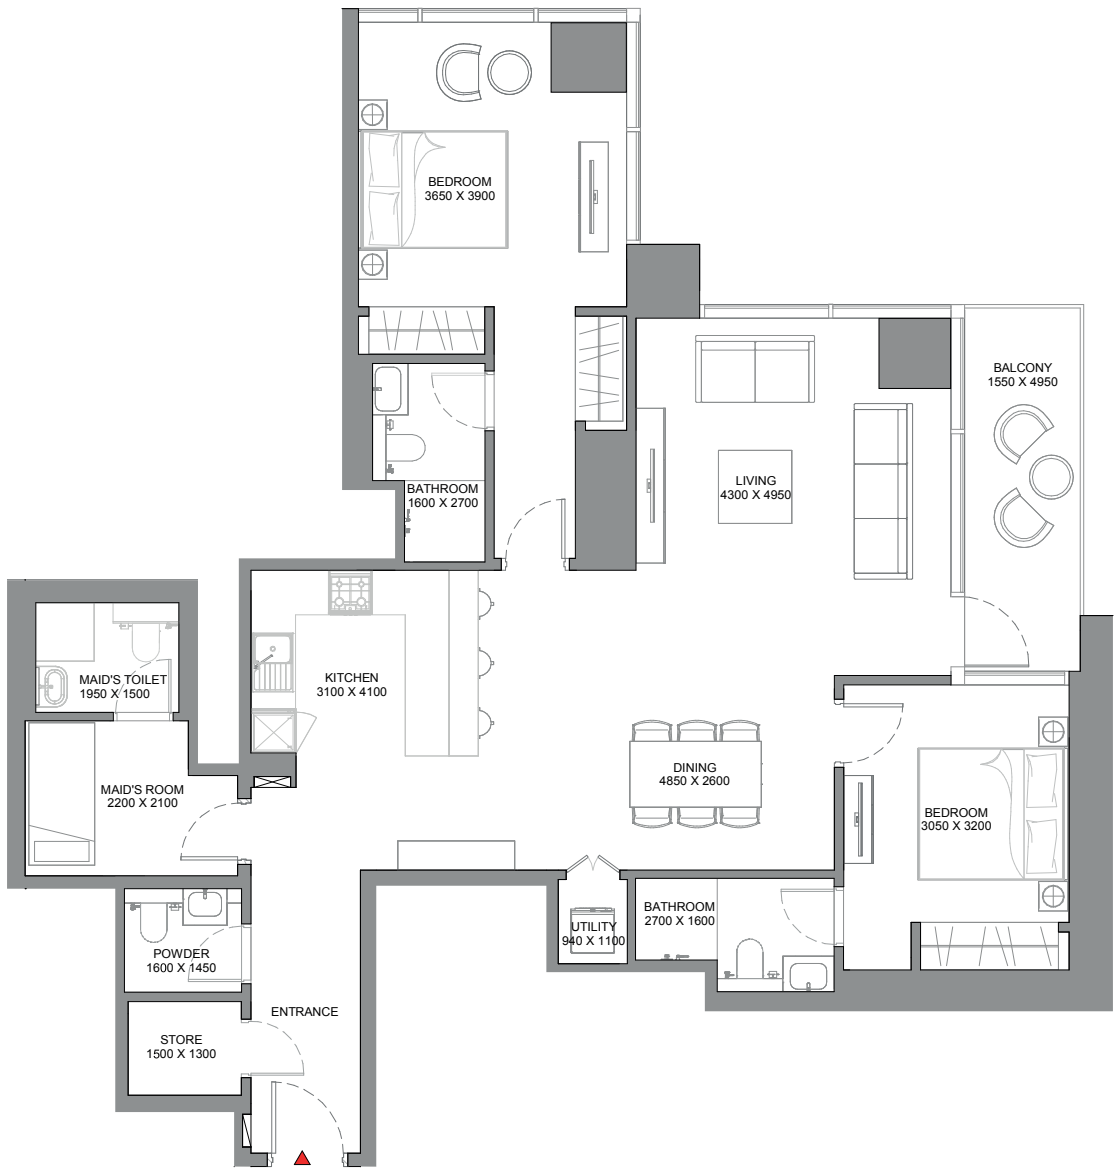 BEDROOM
3650 X 3900
BALCONY
1550 X 4950
LIVING
4300 X 4950
BATHROOM
1600 X 2700
KITCHEN
3100 X 4100
MAID'S TOILET
1950 X 1500
DINING
4850 X 2600
MAID'S ROOM
2200 X 2100
BEDROOM
3050 X 3200
BATHROOM
2700 X 1600
UTILITY
940 X 1100
POWDER
1600 X 1450
ENTRANCE
STORE
1500 X 1300